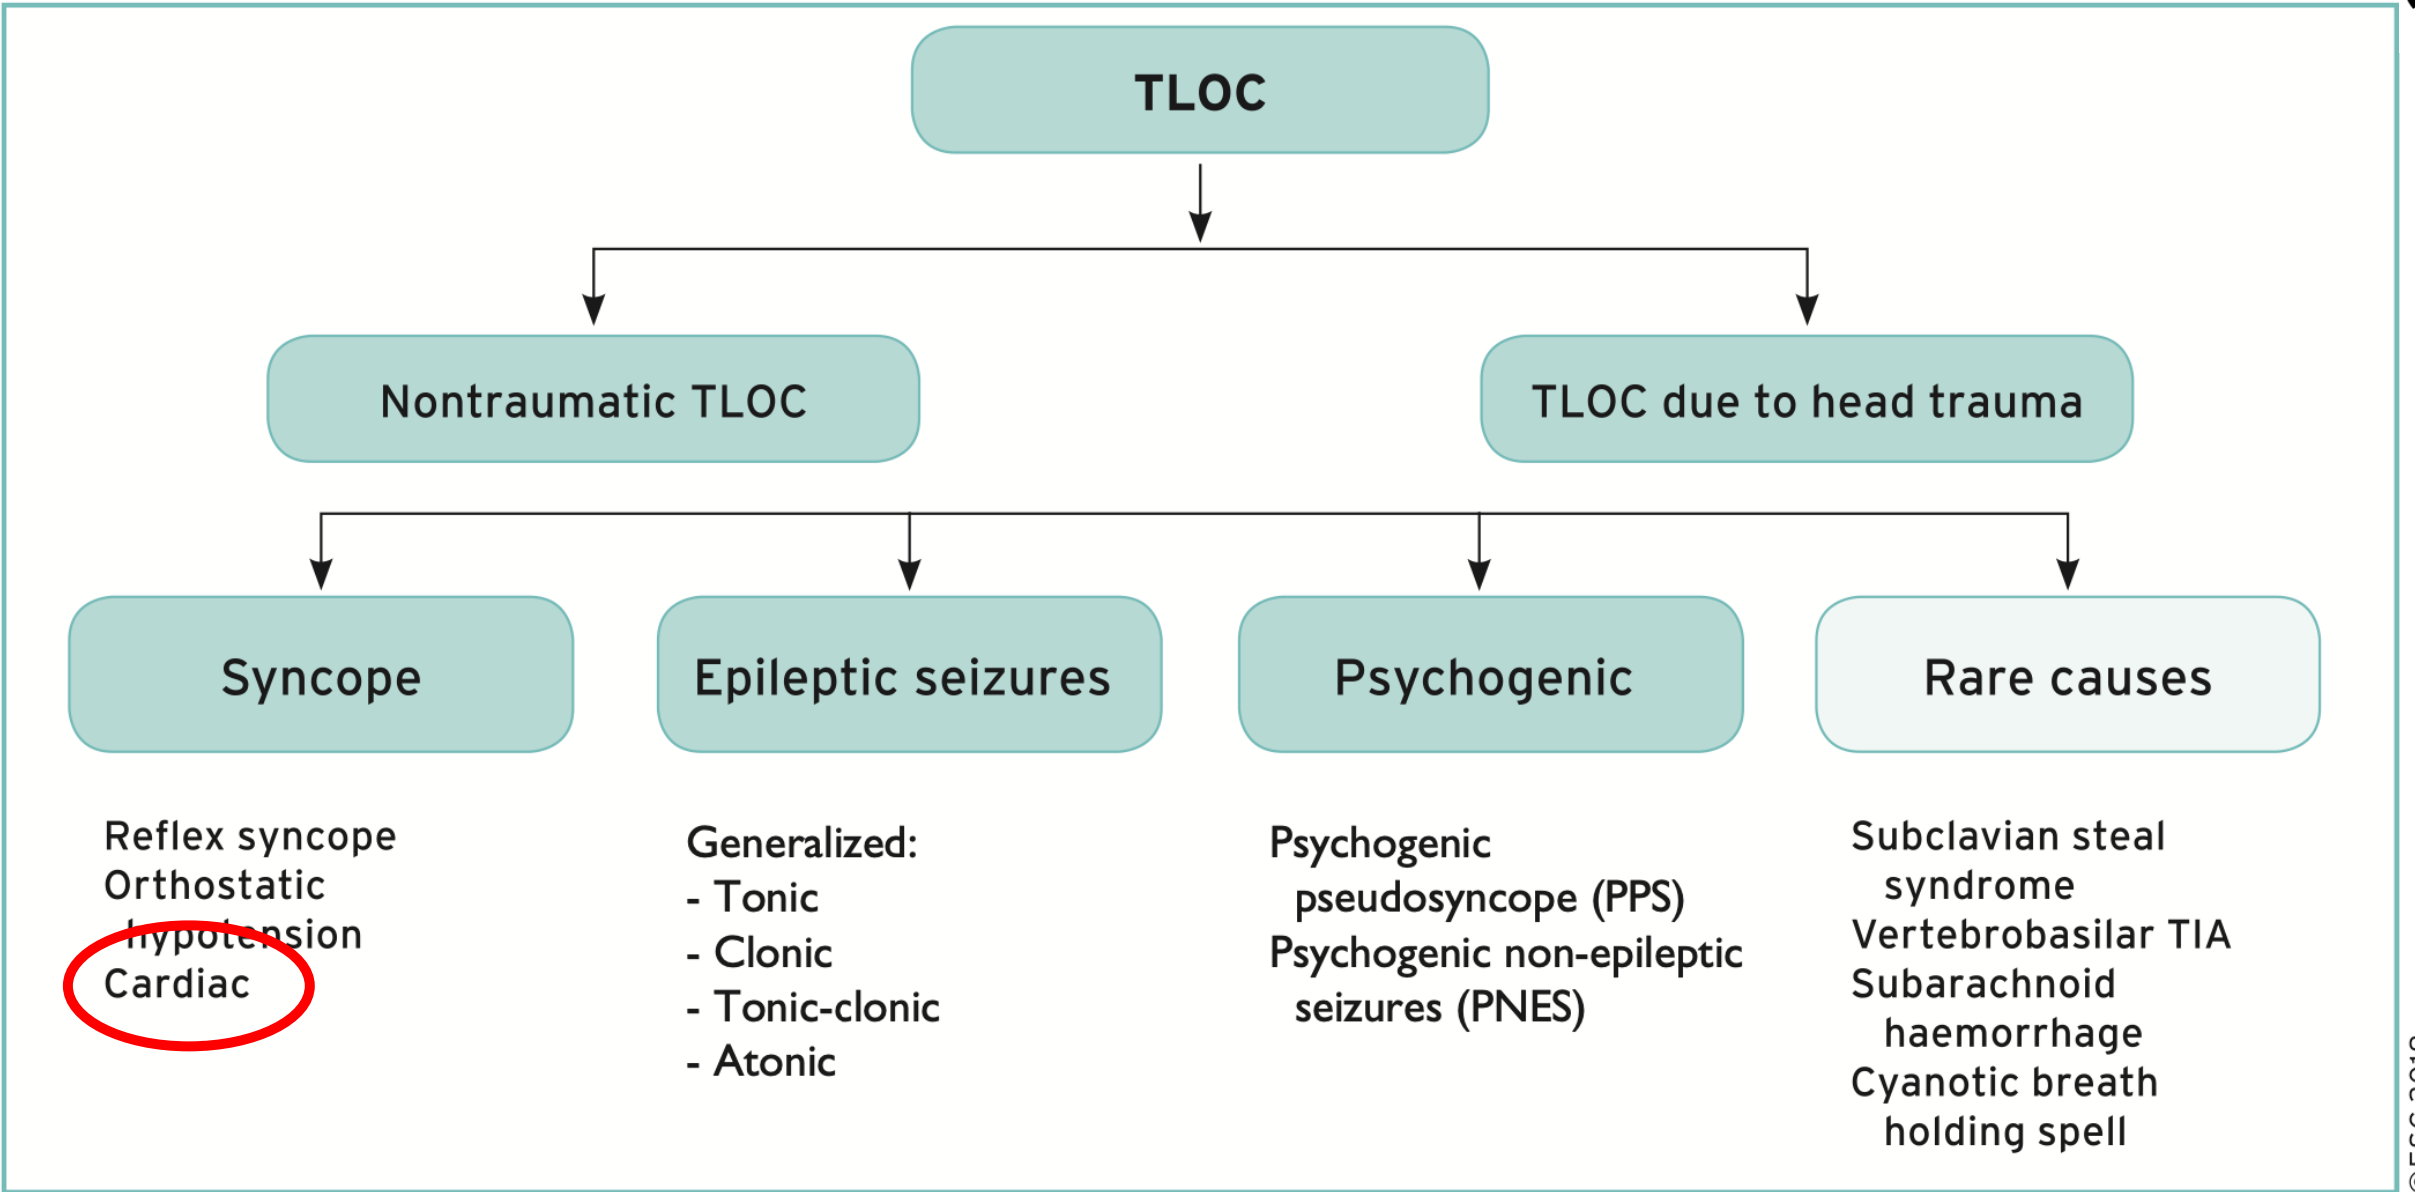 TLOC
Nontraumatic TLOC
TLOC due to head trauma
Syncope
Epileptic seizures
Psychogenic
Rare causes
Reflex syncope
Orthostatic
hypotension
Cardiac
Generalized:
- Tonic
- Clonic
- Tonic-clonic
- Atonic
Psychogenic
pseudosyncope (PPS)
Psychogenic non-epileptic
seizures (PNES)
Subclavian steal
syndrome
Vertebrobasilar TIA
Subarachnoid
haemorrhage
Cyanotic breath
holding spell